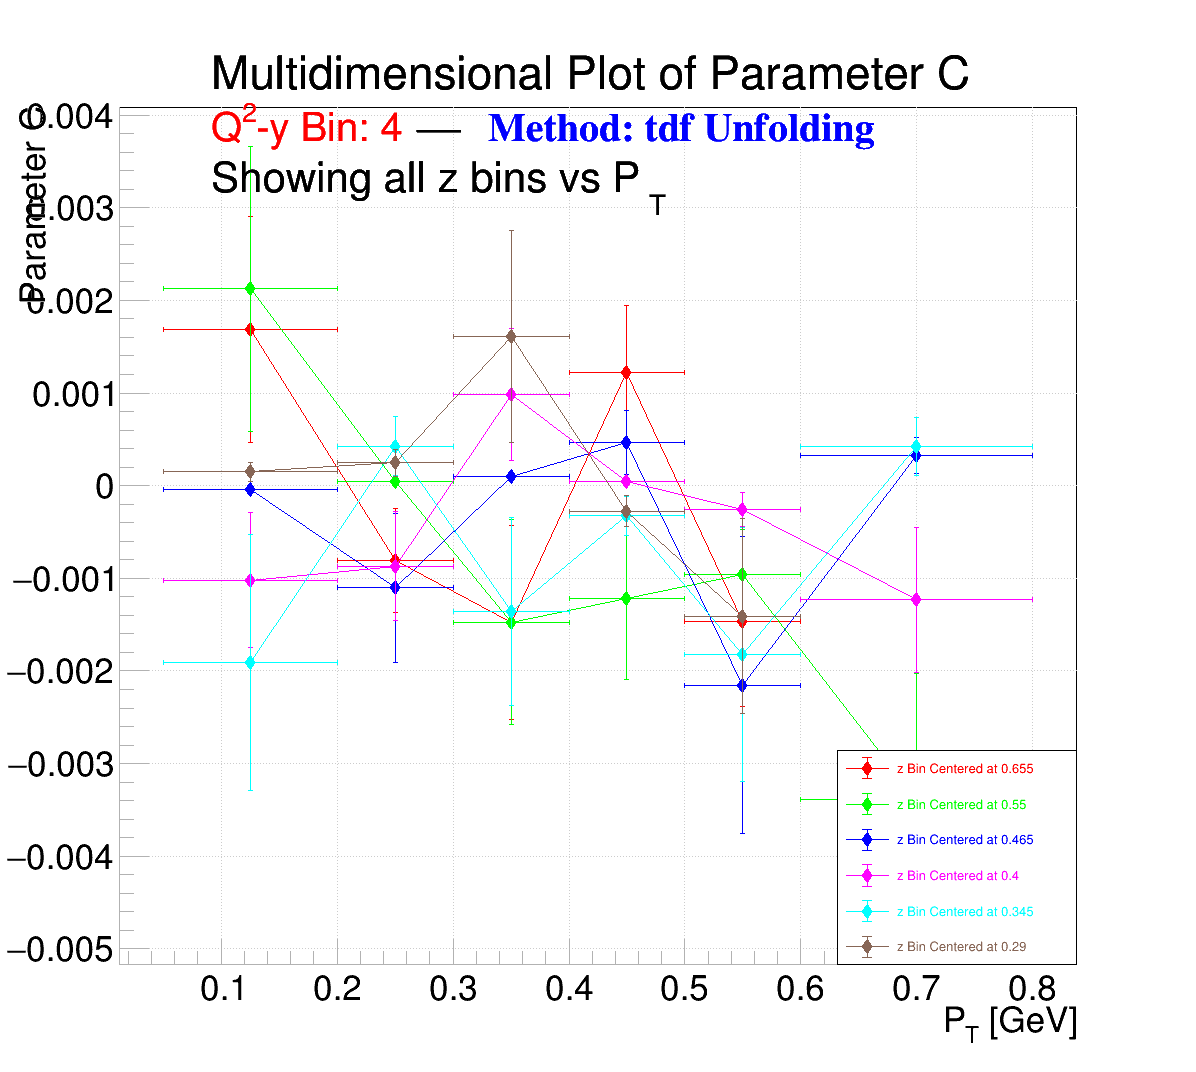 Multidimensional Plot of Parameter C
Q2-y Bin: 4 — Method: tdf Unfolding
Showing all z bins vs PT
Parameter C
0.004
0.003
0.002
0.001
0
−0.001
−0.002
−0.003
−0.004
−0.005
z Bin Centered at 0.655
z Bin Centered at 0.55
z Bin Centered at 0.465
z Bin Centered at 0.4
z Bin Centered at 0.345
z Bin Centered at 0.29
0.1 0.2 0.3 0.4 0.5 0.6 0.7 0.8
PT [GeV]